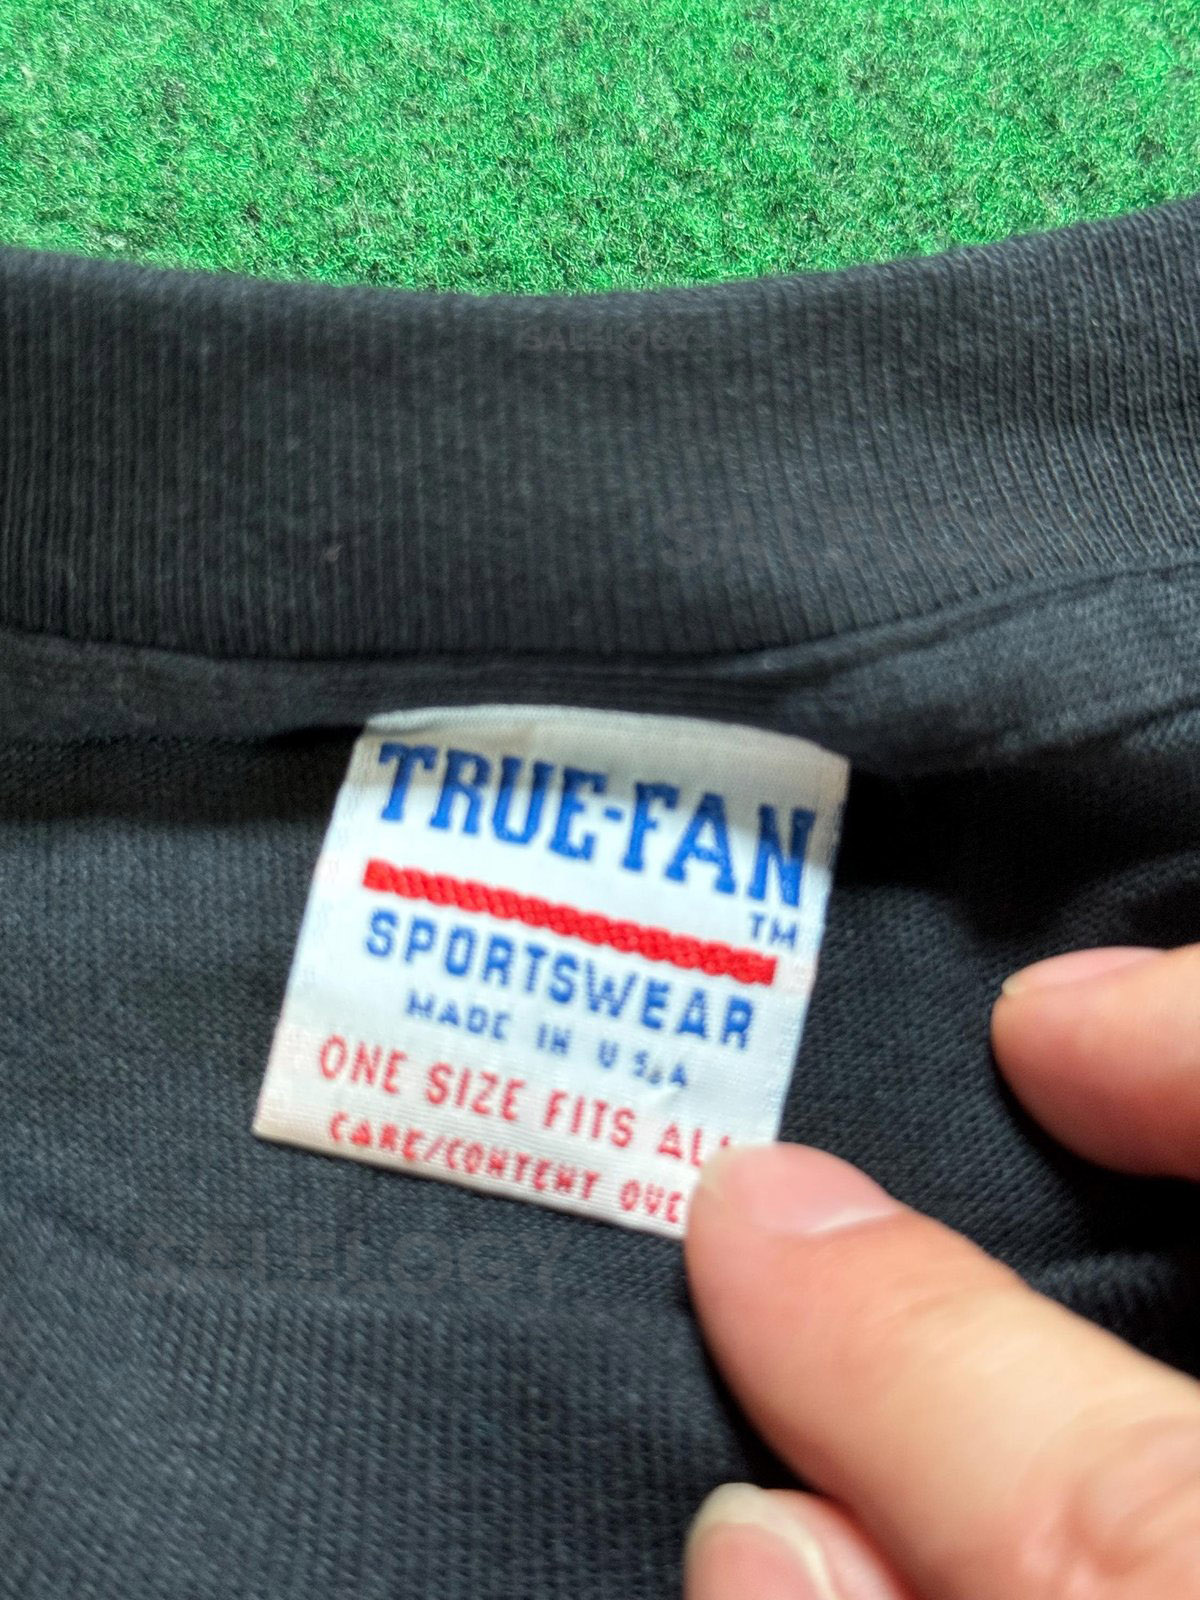 TRUE-FAN
TM
SPORTSWEAR
MADE IN U.S.A
ONE SIZE FITS
CARE/CONTENT